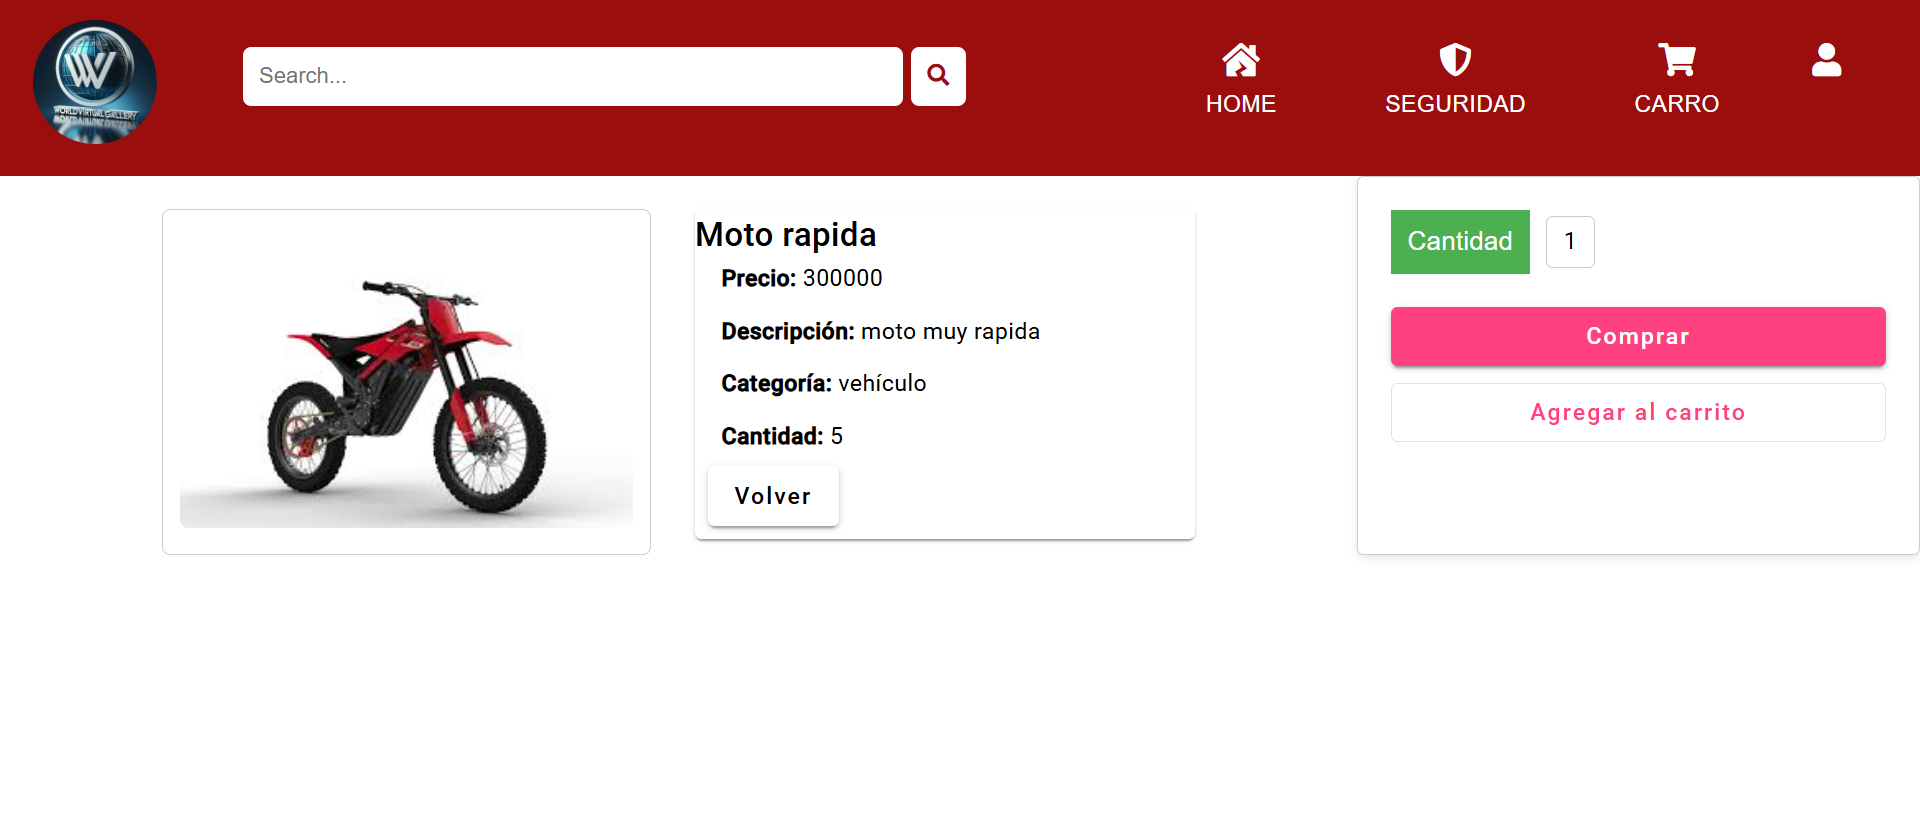 WORLD VIRTUAL GALLERY
Search...
HOME
SEGURIDAD
CARRO
Moto rapida
Precio: 300000
Descripción: moto muy rapida
Categoría: vehículo
Cantidad: 5
Volver
Cantidad
1
Comprar
Agregar al carrito